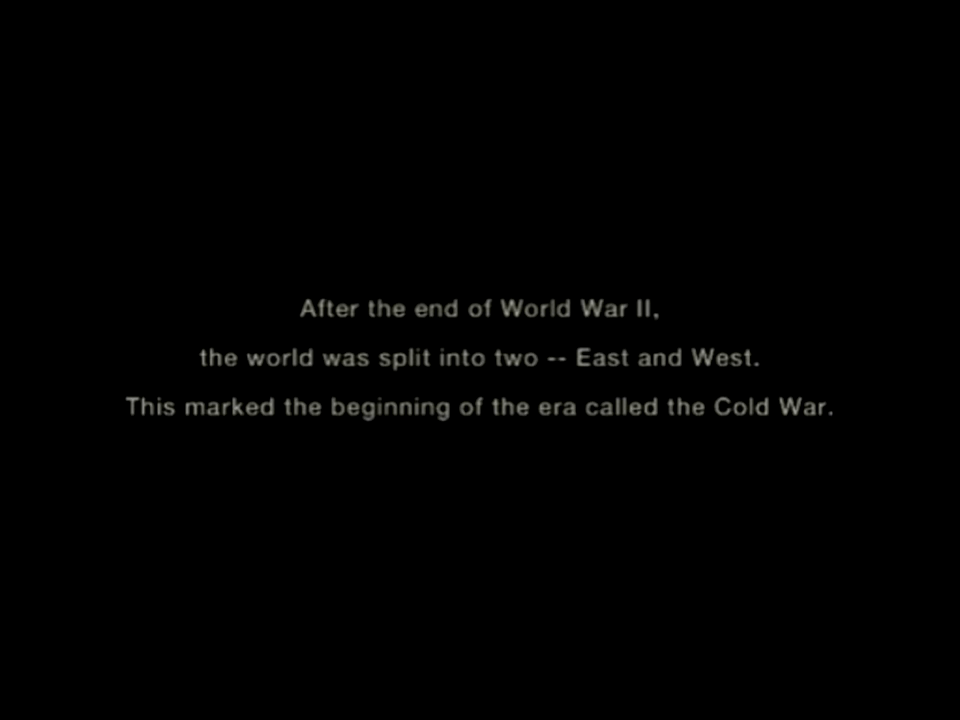 After the end of World War II,
the world was split into two -- East and West.
This marked the beginning of the era called the Cold War.